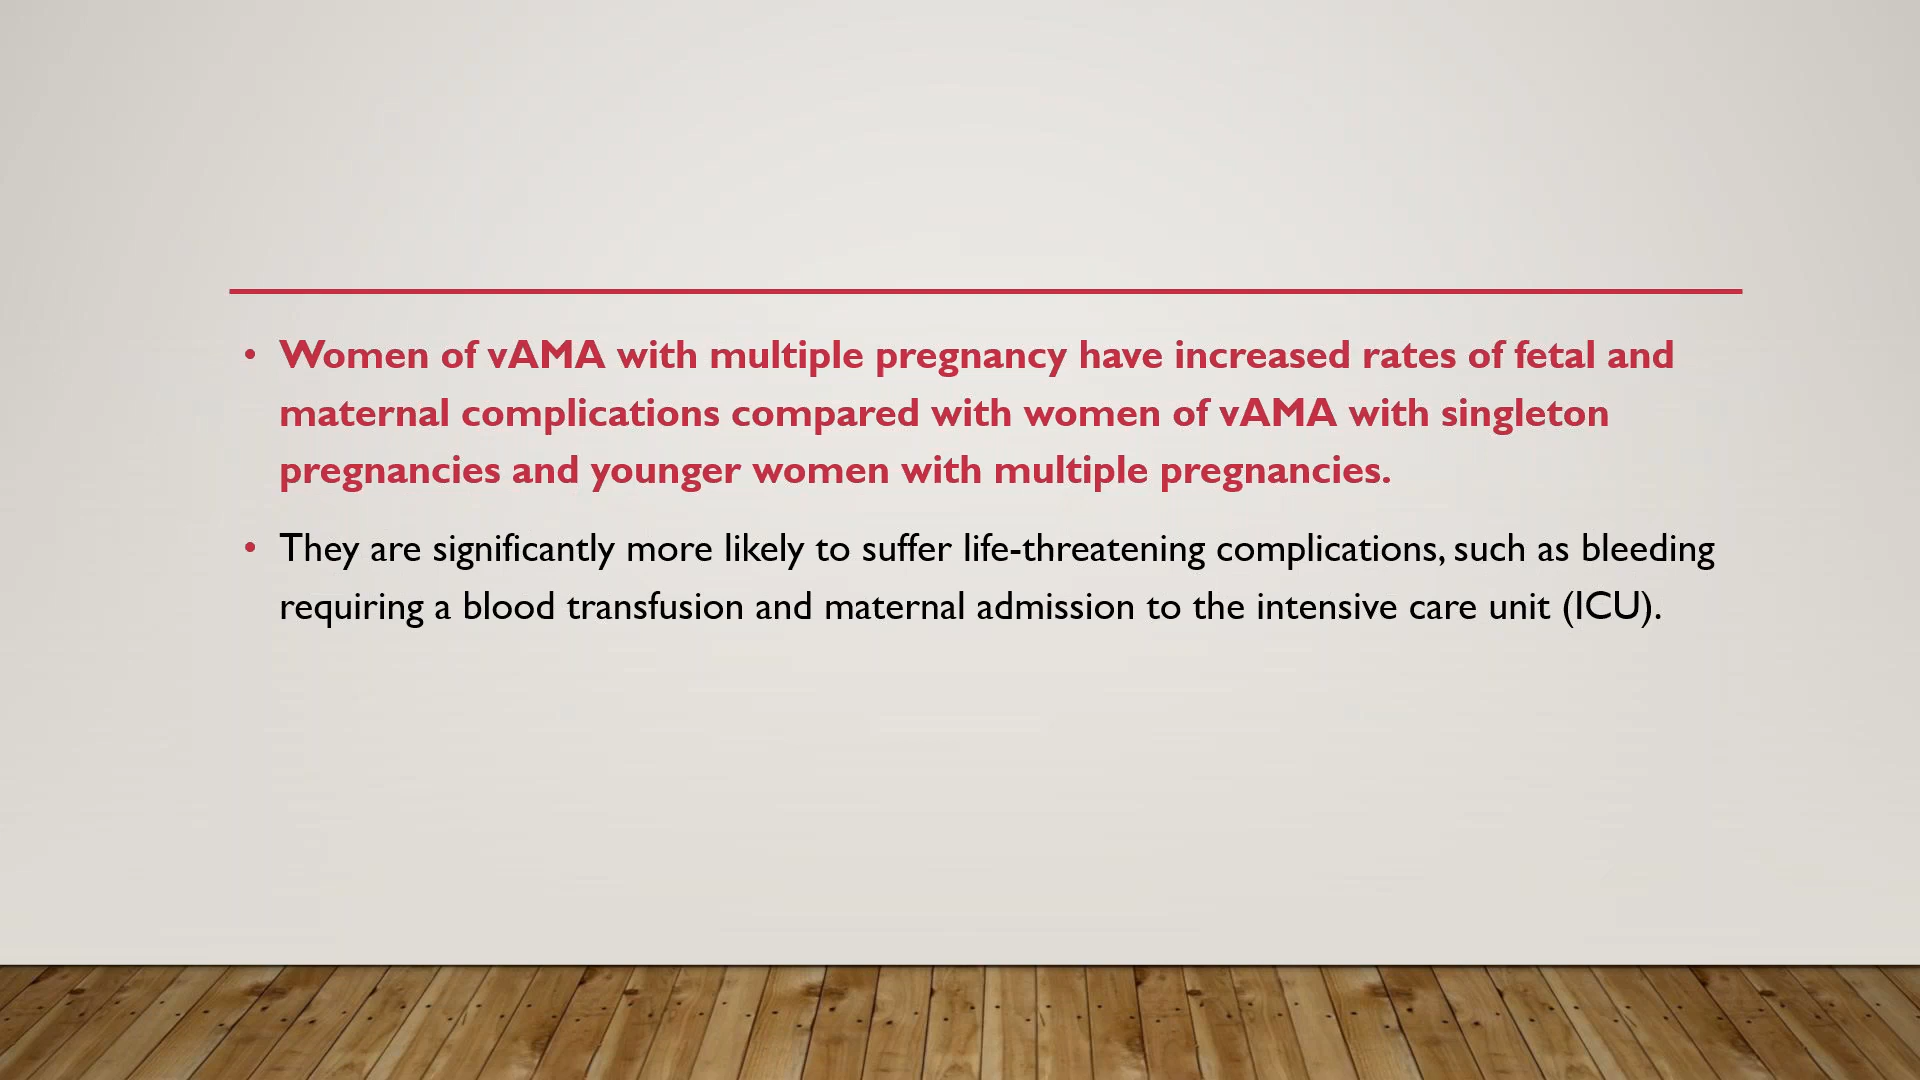 • Women of vAMA with multiple pregnancy have increased rates of fetal and
maternal complications compared with women of vAMA with singleton
pregnancies and younger women with multiple pregnancies.
• They are significantly more likely to suffer life-threatening complications, such as bleeding
requiring a blood transfusion and maternal admission to the intensive care unit (ICU).